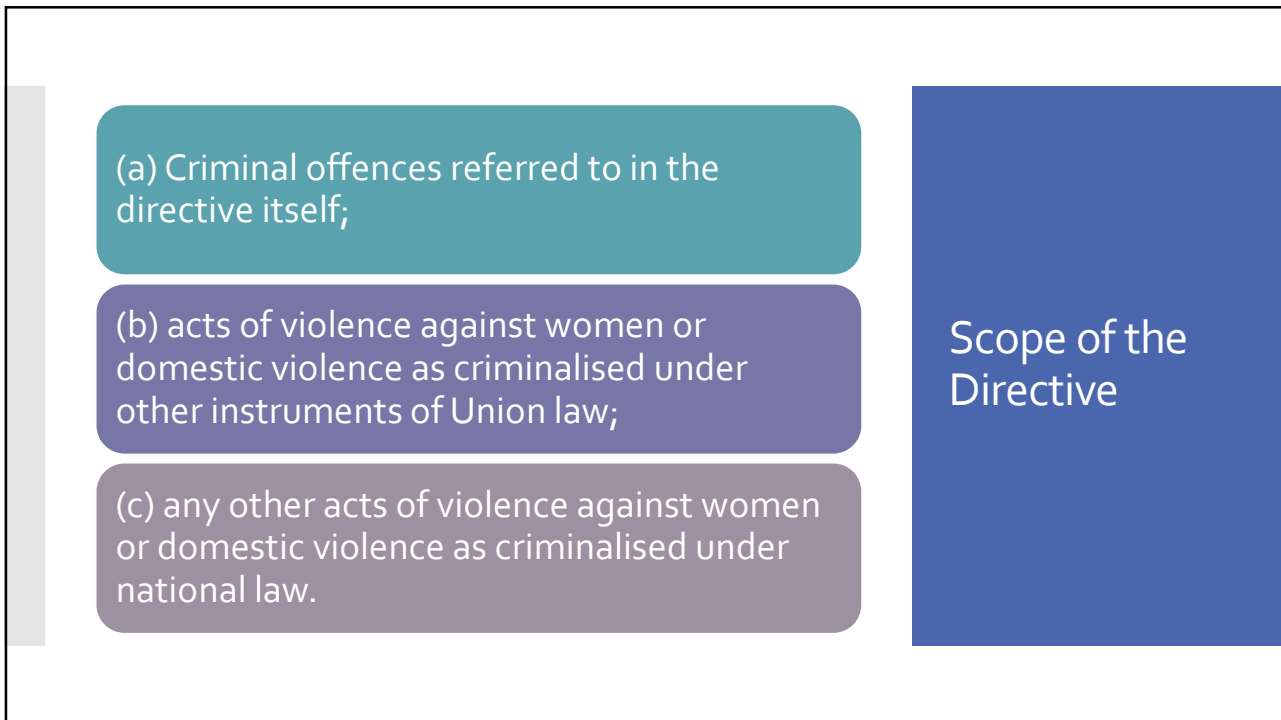 (a) Criminal offences referred to in the
directive itself;
(b) acts of violence against women or
domestic violence as criminalised under
other instruments of Union law;
(c) any other acts of violence against women
or domestic violence as criminalised under
national law.
Scope of the
Directive